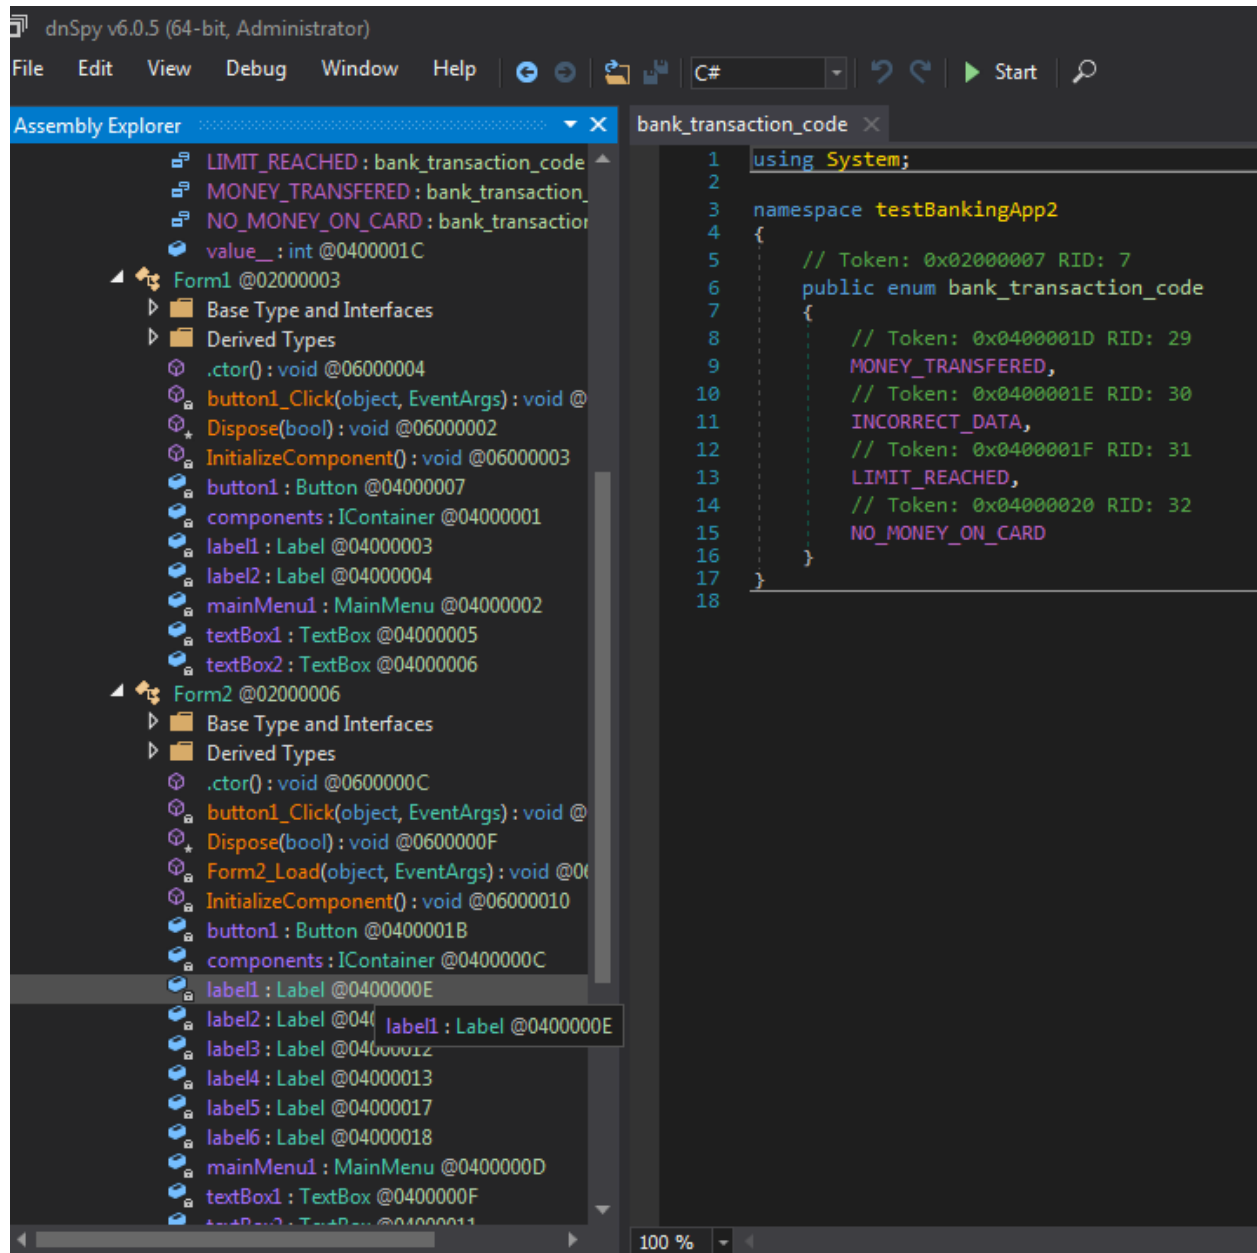 dnSpy v6.0.5 (64-bit, Administrator)
File Edit View Debug Window Help C# Start
Assembly Explorer
LIMIT_REACHED : bank_transaction_code
MONEY_TRANSFERED : bank_transaction_
NO_MONEY_ON_CARD : bank_transaction
value__ : int @0400001C
Form1 @02000003
Base Type and Interfaces
Derived Types
.ctor() : void @06000004
button1_Click(object, EventArgs) : void @
Dispose(bool) : void @06000002
InitializeComponent() : void @06000003
button1 : Button @04000007
components : IContainer @04000001
label1 : Label @04000003
label2 : Label @04000004
mainMenu1 : MainMenu @04000002
textBox1 : TextBox @04000005
textBox2 : TextBox @04000006
Form2 @02000006
Base Type and Interfaces
Derived Types
.ctor() : void @0600000C
button1_Click(object, EventArgs) : void @
Dispose(bool) : void @0600000F
Form2_Load(object, EventArgs) : void @06
InitializeComponent() : void @06000010
button1 : Button @0400001B
components : IContainer @0400000C
label1 : Label @0400000E
label2 : Label @040
label1 : Label @0400000E
label3 : Label @04000012
label4 : Label @04000013
label5 : Label @04000017
label6 : Label @04000018
mainMenu1 : MainMenu @0400000D
textBox1 : TextBox @0400000F
textBox2 : TextBox @04000011
bank_transaction_code
1 using System;
2
3 namespace testBankingApp2
4 {
5 // Token: 0x02000007 RID: 7
6 public enum bank_transaction_code
7 {
8 // Token: 0x0400001D RID: 29
9 MONEY_TRANSFERED,
10 // Token: 0x0400001E RID: 30
11 INCORRECT_DATA,
12 // Token: 0x0400001F RID: 31
13 LIMIT_REACHED,
14 // Token: 0x04000020 RID: 32
15 NO_MONEY_ON_CARD
16 }
17 }
18
100 %